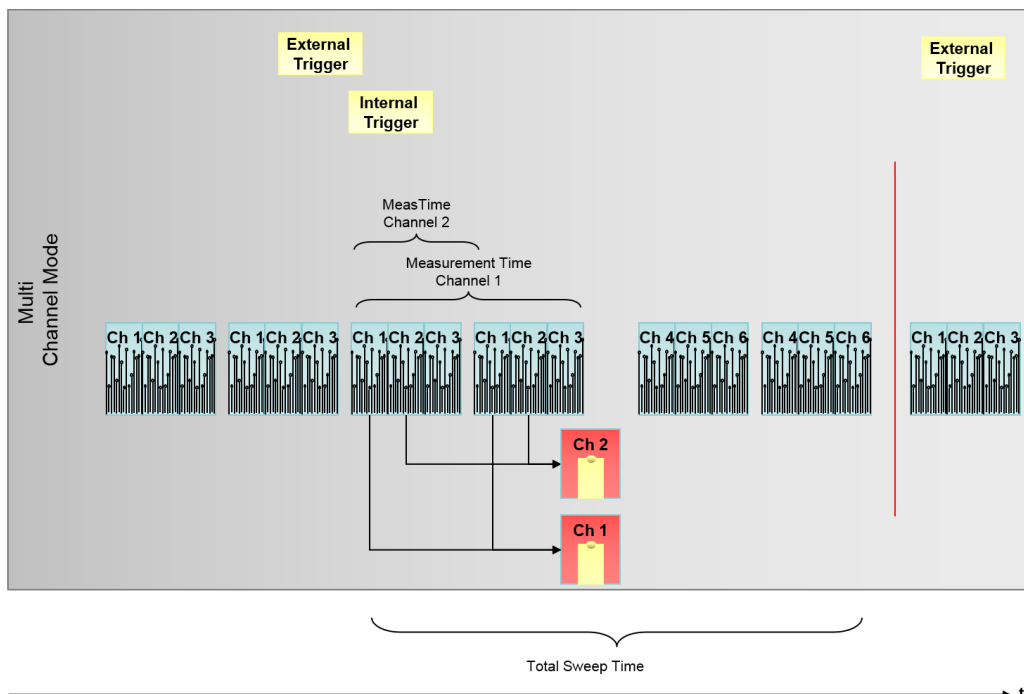 External
Trigger
External
Trigger
Internal
Trigger
MeasTime
Channel 2
Measurement Time
Channel 1
Multi
Channel Mode
Ch 1 Ch 2 Ch 3 Ch 1 Ch 2 Ch 3 Ch 1 Ch 2 Ch 3 Ch 1 Ch 2 Ch 3 Ch 4 Ch 5 Ch 6 Ch 4 Ch 5 Ch 6 Ch 1 Ch 2 Ch 3
Ch 2
Ch 1
Total Sweep Time
t